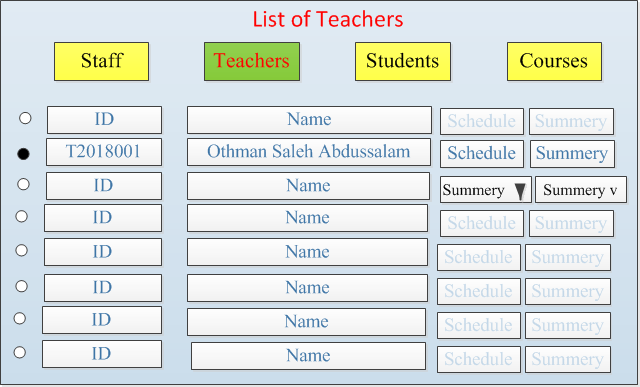 List of Teachers
Staff Teachers Students Courses
ID Name Schedule Summery
T2018001 Othman Saleh Abdussalam Schedule Summery
ID Name Summery Summery v
ID Name Schedule Summery
ID Name Schedule Summery
ID Name Schedule Summery
ID Name Schedule Summery
ID Name Schedule Summery